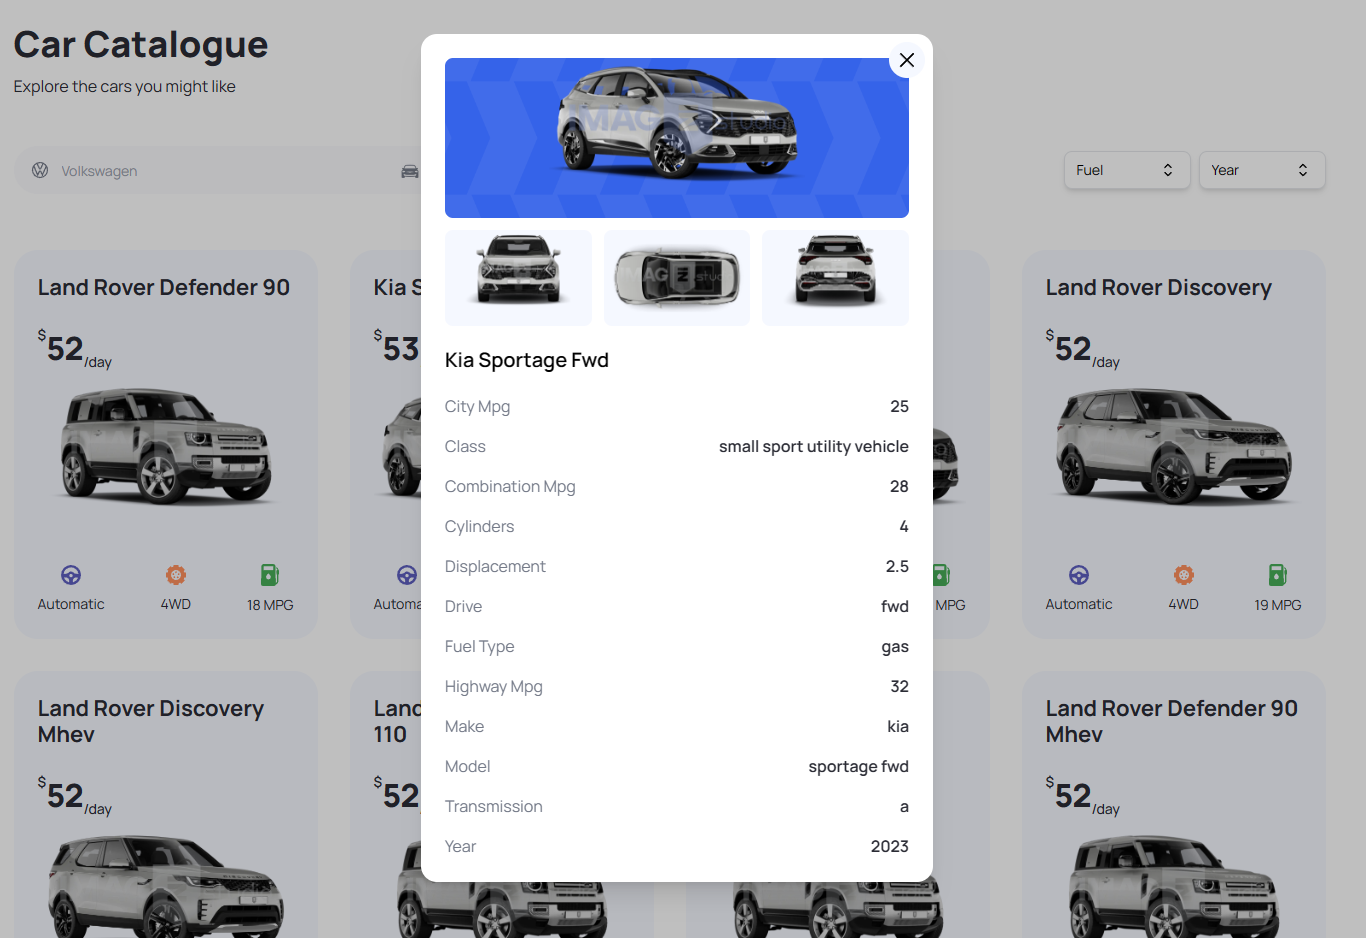 Car Catalogue
Explore the cars you might like
Volkswagen
Fuel
Year
Land Rover Defender 90
$52/day
Automatic
4WD
18 MPG
Kia S
$53
Automa
MPG
Land Rover Discovery
$52/day
Automatic
4WD
19 MPG
Land Rover Discovery
Mhev
$52/day
Land
110
$52
Land Rover Defender 90
Mhev
$52/day
Kia Sportage Fwd
City Mpg 25
Class small sport utility vehicle
Combination Mpg 28
Cylinders 4
Displacement 2.5
Drive fwd
Fuel Type gas
Highway Mpg 32
Make kia
Model sportage fwd
Transmission a
Year 2023